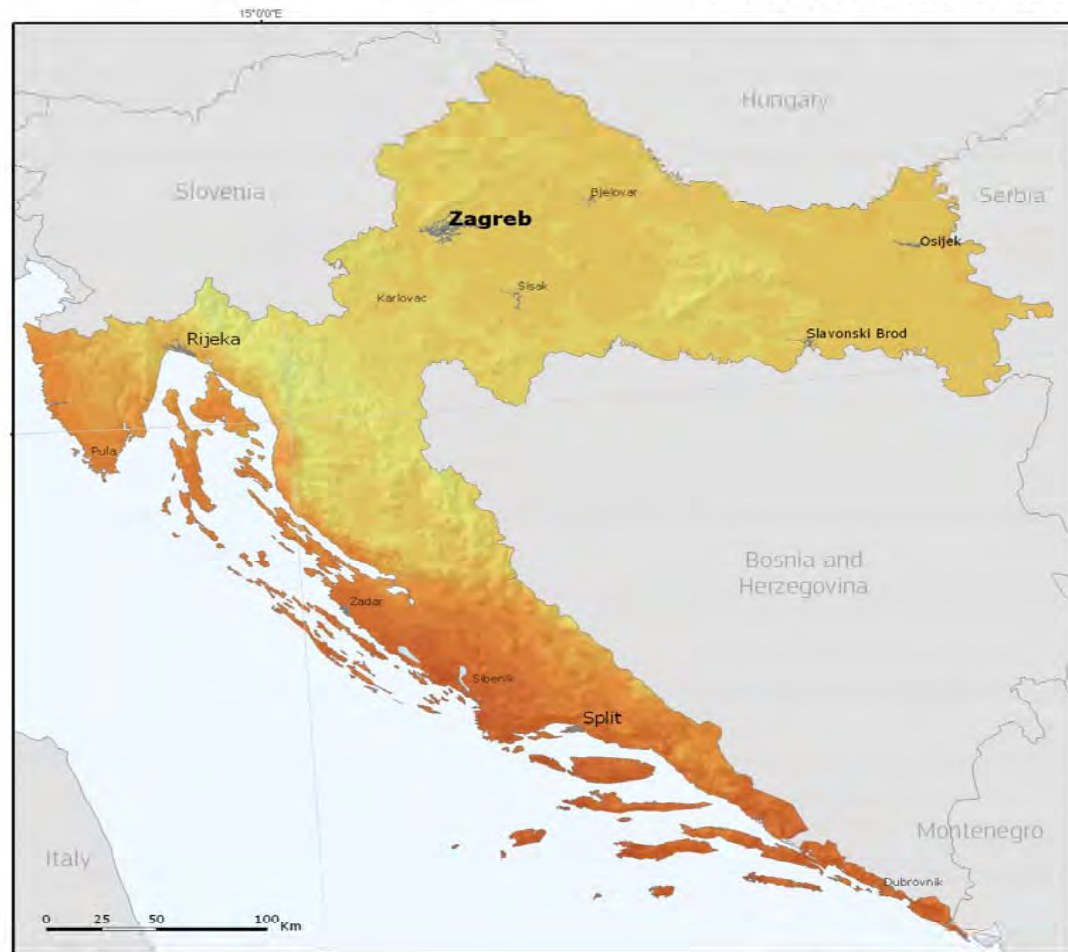 15°0'0"E
Hungary
Slovenia
Bjelovar
Serbia
Zagreb
Osijek
Sisak
Karlovac
Rijeka
Slavonski Brod
Pula
Bosnia and
Herzegovina
Zadar
Sibenik
Split
Montenegro
Italy
Dubrovnik
0 25 50 100 Km